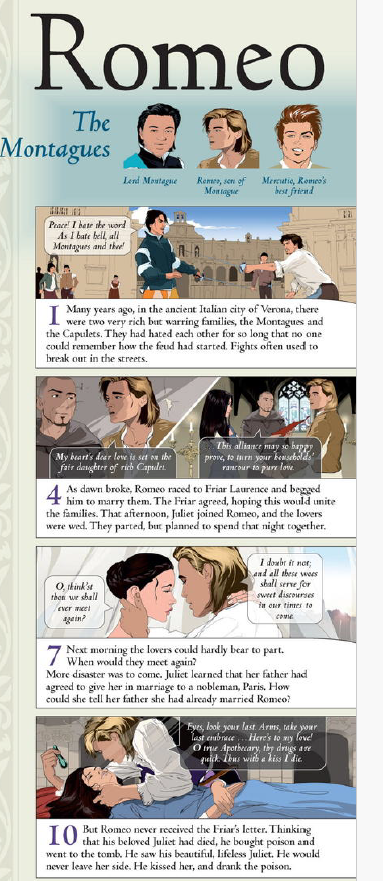 Romeo
The
Montagues
Lord Montague
Romeo, son of
Montague
Mercutio, Romeo's
best friend
Peace! I hate the word
As I hate hell, all
Montagues and thee!
1 Many years ago, in the ancient Italian city of Verona, there
were two very rich but warring families, the Montagues and
the Capulets. They had hated each other for so long that no one
could remember how the feud had started. Fights often used to
break out in the streets.
My heart's dear love is set on the
fair daughter of rich Capulet.
This alliance may so happy
prove, to turn your households'
rancour to pure love.
4 As dawn broke, Romeo raced to Friar Laurence and begged
him to marry them. The Friar agreed, hoping this would unite
the families. That afternoon, Juliet joined Romeo, and the lovers
were wed. They parted, but planned to spend that night together.
O, think'st
thou we shall
ever meet
again?
I doubt it not;
and all these woes
shall serve for
sweet discourses
in our times to
come.
7 Next morning the lovers could hardly bear to part.
When would they meet again?
More disaster was to come. Juliet learned that her father had
agreed to give her in marriage to a nobleman, Paris. How
could she tell her father she had already married Romeo?
Eyes, look your last. Arms, take your
last embrace . . . Here's to my love!
O true Apothecary, thy drugs are
quick. Thus with a kiss I die.
10 But Romeo never received the Friar's letter. Thinking
that his beloved Juliet had died, he bought poison and
went to the tomb. He saw his beautiful, lifeless Juliet. He would
never leave her side. He kissed her, and drank the poison.